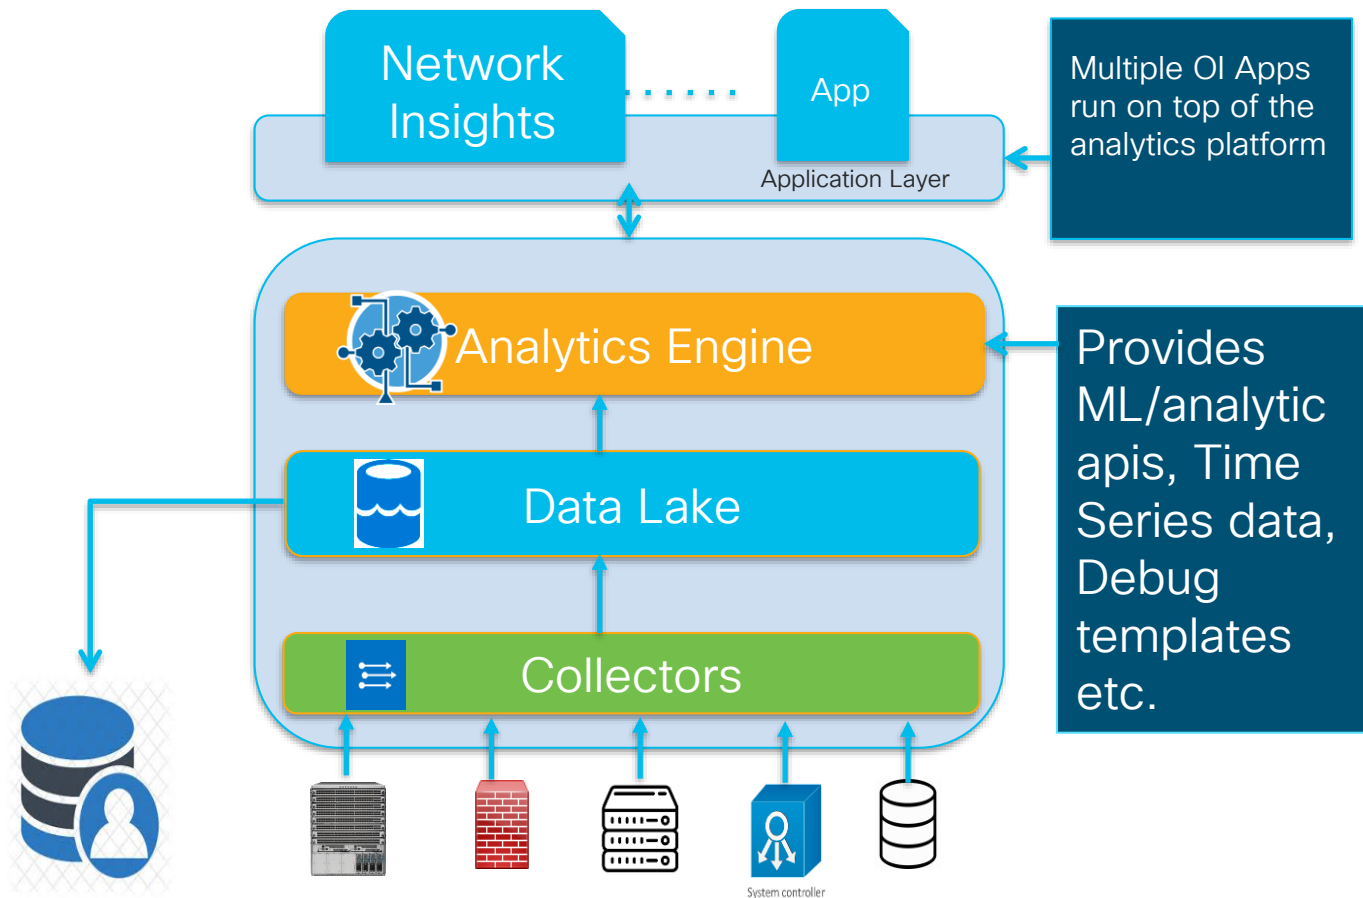 Network
Insights
App
Application Layer
Multiple OI Apps
run on top of the
analytics platform
Analytics Engine
Provides
ML/analytic
apis, Time
Series data,
Debug
templates
etc.
Data Lake
Collectors
System controller